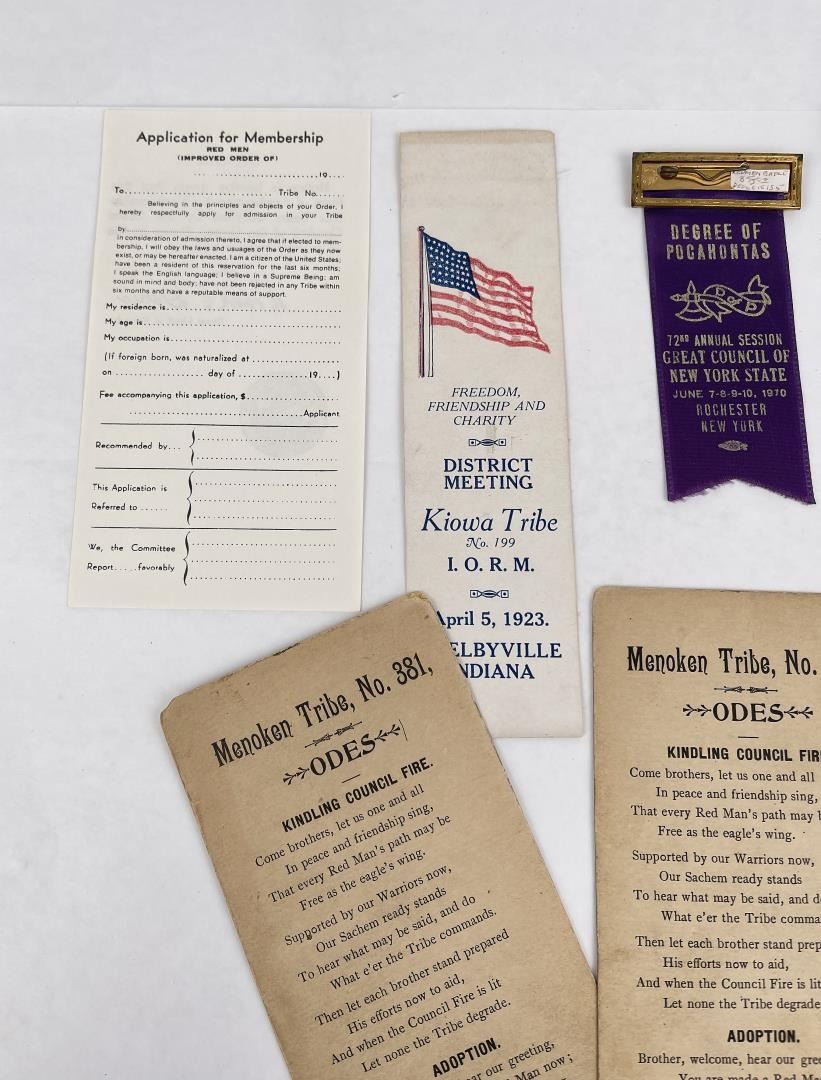 Application for Membership
RED MEN
(IMPROVED ORDER OF)
19
To Tribe No.
Believing in the principles and objects of your Order, I
hereby respectfully apply for admission in your Tribe
by
In consideration of admission thereto, I agree that if elected to mem-
bership, I will obey the laws and usuages of the Order as they now
exist, or may be hereafter enacted. I am a citizen of the United States;
have been a resident of this reservation for the last six months;
I speak the English language; I believe in a Supreme Being; am
sound in mind and body; have not been rejected in any Tribe within
six months and have a reputable means of support.
My residence is
My age is
My occupation is
(If foreign born, was naturalized at
on day of 19 )
Fee accompanying this application, $
Applicant
Recommended by
This Application is
Referred to
We, the Committee
Report favorably
FREEDOM,
FRIENDSHIP AND
CHARITY
DISTRICT
MEETING
Kiowa Tribe
No. 199
I. O. R. M.
April 5, 1923.
ELBYVILLE
NDIANA
DEGREE OF
POCAHONTAS
D of P
72ND ANNUAL SESSION
GREAT COUNCIL OF
NEW YORK STATE
JUNE 7-8-9-10, 1970
ROCHESTER
NEW YORK
Menoken Tribe, No. 381,
ODES
KINDLING COUNCIL FIRE.
Come brothers, let us one and all
In peace and friendship sing,
That every Red Man's path may be
Free as the eagle's wing.
Supported by our Warriors now,
Our Sachem ready stands
To hear what may be said, and do
What e'er the Tribe commands.
Then let each brother stand prepared
His efforts now to aid,
And when the Council Fire is lit
Let none the Tribe degrade.
ADOPTION.
hear our greeting,
Man now;
Menoken Tribe, No.
ODES
KINDLING COUNCIL FIR
Come brothers, let us one and all
In peace and friendship sing,
That every Red Man's path may
Free as the eagle's wing.
Supported by our Warriors now,
Our Sachem ready stands
To hear what may be said, and d
What e'er the Tribe comma
Then let each brother stand prep
His efforts now to aid,
And when the Council Fire is lit
Let none the Tribe degrade
ADOPTION.
Brother, welcome, hear our gree
You are made a Red Ma